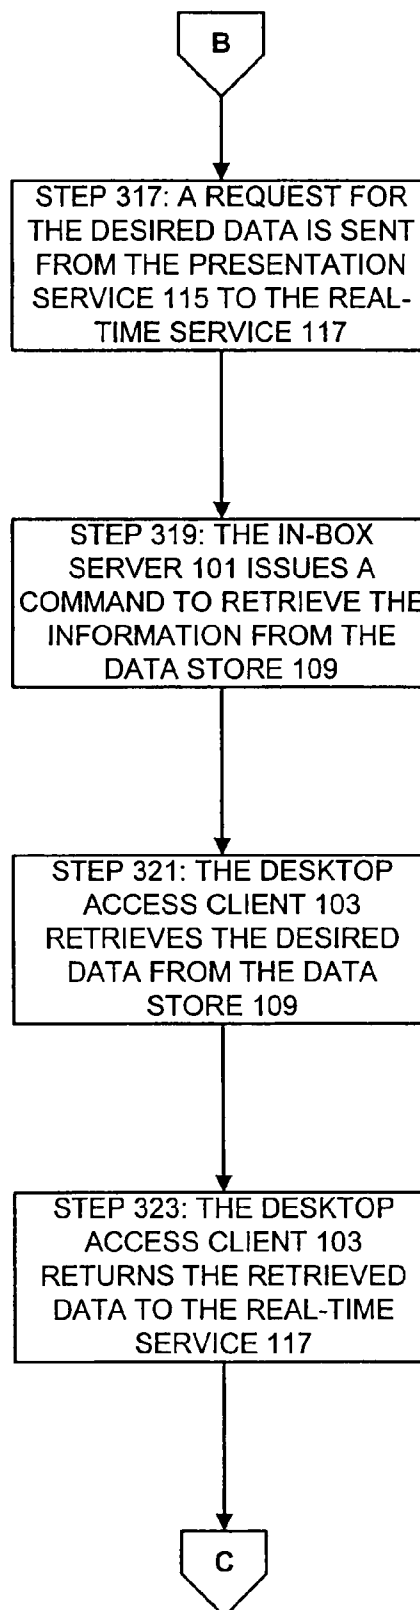 B
STEP 317: A REQUEST FOR
THE DESIRED DATA IS SENT
FROM THE PRESENTATION
SERVICE 115 TO THE REAL-
TIME SERVICE 117
STEP 319: THE IN-BOX
SERVER 101 ISSUES A
COMMAND TO RETRIEVE THE
INFORMATION FROM THE
DATA STORE 109
STEP 321: THE DESKTOP
ACCESS CLIENT 103
RETRIEVES THE DESIRED
DATA FROM THE DATA
STORE 109
STEP 323: THE DESKTOP
ACCESS CLIENT 103
RETURNS THE RETRIEVED
DATA TO THE REAL-TIME
SERVICE 117
C